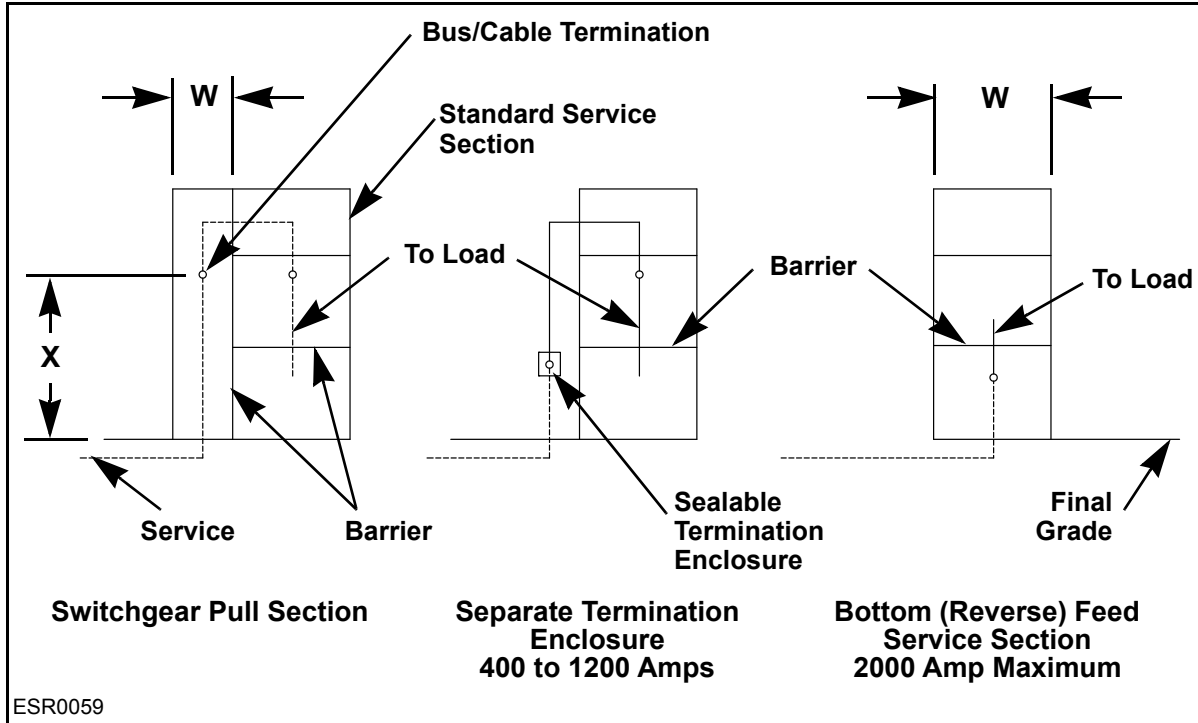 Bus/Cable Termination
W
W
Standard Service
Section
To Load
Barrier
To Load
X
Service
Barrier
Sealable
Termination
Enclosure
Final
Grade
Switchgear Pull Section
Separate Termination
Enclosure
400 to 1200 Amps
Bottom (Reverse) Feed
Service Section
2000 Amp Maximum
ESR0059